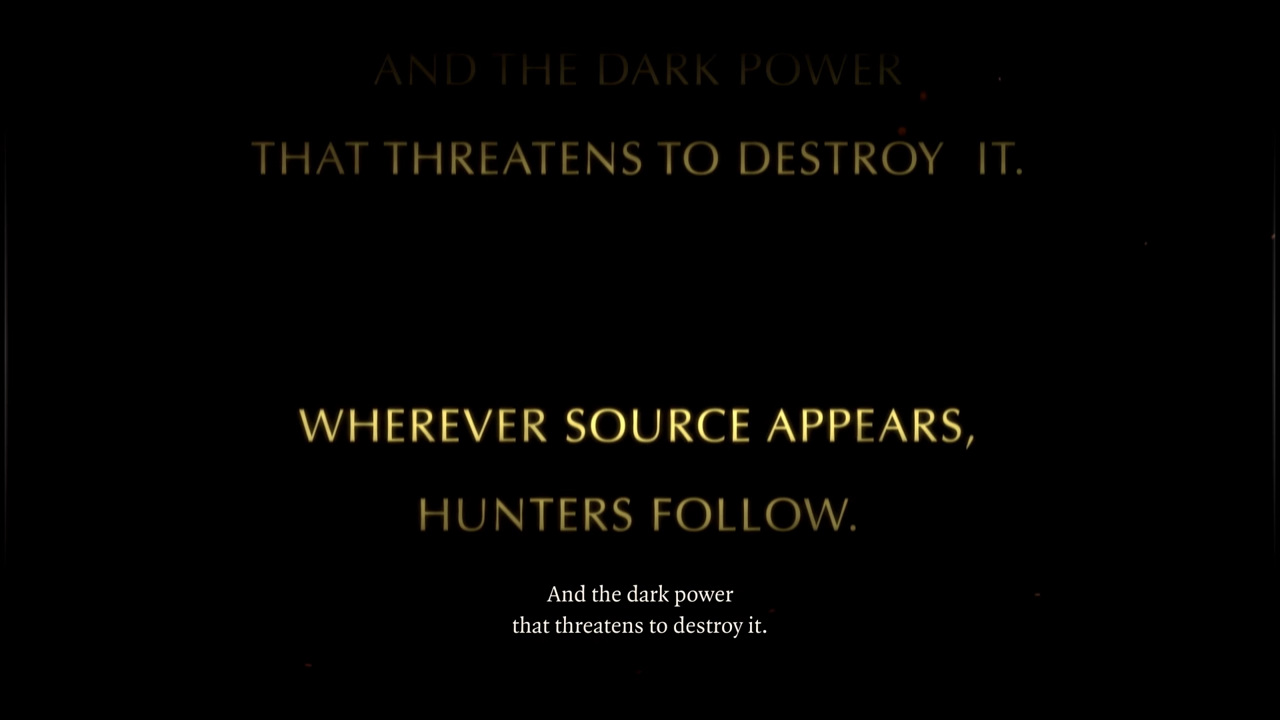 AND THE DARK POWER
THAT THREATENS TO DESTROY IT.
WHEREVER SOURCE APPEARS,
HUNTERS FOLLOW.
And the dark power
that threatens to destroy it.